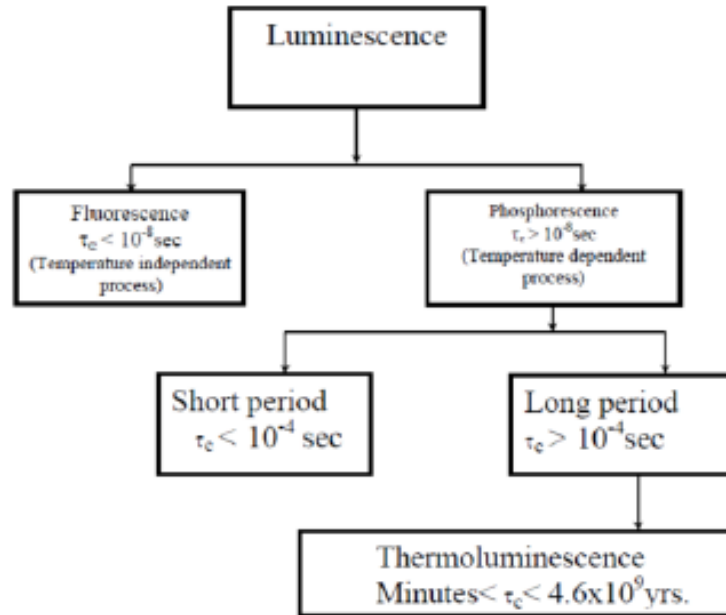 Luminescence
Fluorescence
τc < 10⁻⁸sec
(Temperature independent
process)
Phosphorescence
τc > 10⁻⁸sec
(Temperature dependent
process)
Short period
τc < 10⁻⁴ sec
Long period
τc > 10⁻⁴sec
Thermoluminescence
Minutes< τc< 4.6x10⁹yrs.